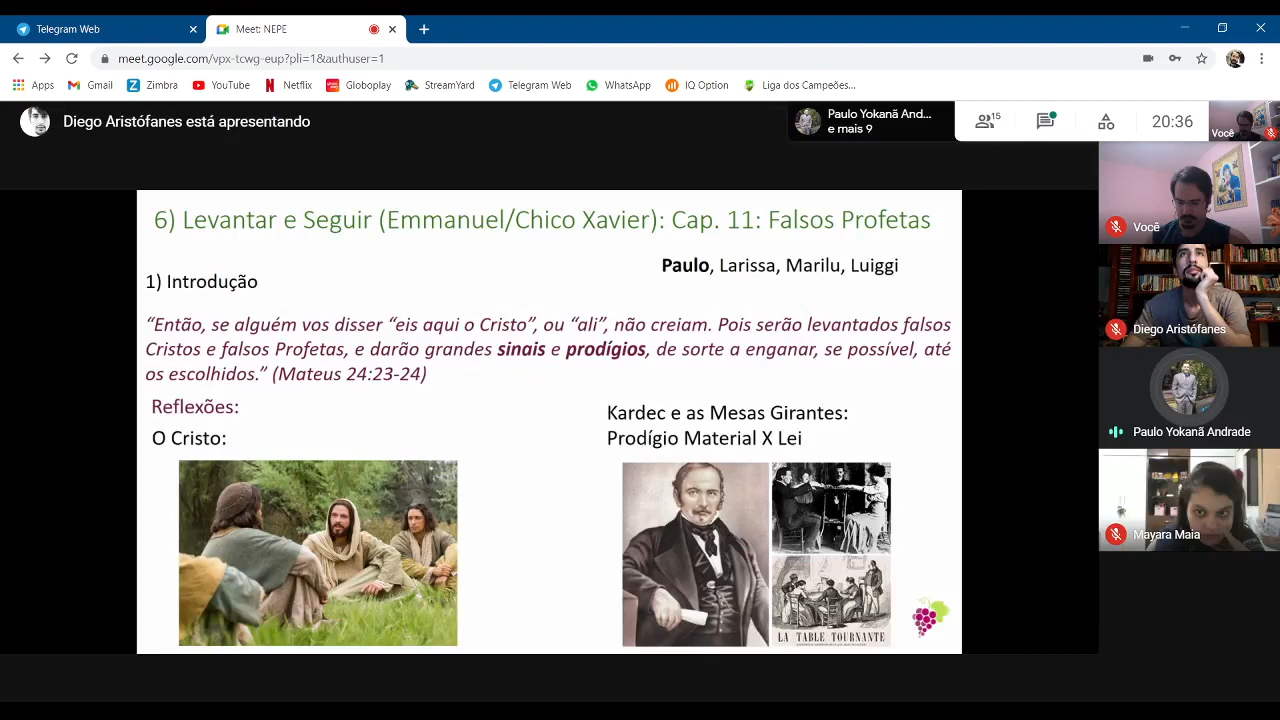 Telegram Web
Meet: NEPE
meet.google.com/vpx-tcwg-eup?pli=1&authuser=1
Apps
Gmail
Zimbra
YouTube
Netflix
Globoplay
StreamYard
Telegram Web
WhatsApp
IQ Option
Liga dos Campeões...
Diego Aristófanes está apresentando
Paulo Yokanã And...
e mais 9
15
20:36
Você
6) Levantar e Seguir (Emmanuel/Chico Xavier): Cap. 11: Falsos Profetas
Paulo, Larissa, Marilu, Luiggi
1) Introdução
“Então, se alguém vos disser “eis aqui o Cristo”, ou “ali”, não creiam. Pois serão levantados falsos
Cristos e falsos Profetas, e darão grandes sinais e prodígios, de sorte a enganar, se possível, até
os escolhidos.” (Mateus 24:23-24)
Reflexões:
O Cristo:
Kardec e as Mesas Girantes:
Prodígio Material X Lei
LA TABLE TOURNANTE
Você
Diego Aristófanes
Paulo Yokanã Andrade
Mayara Maia